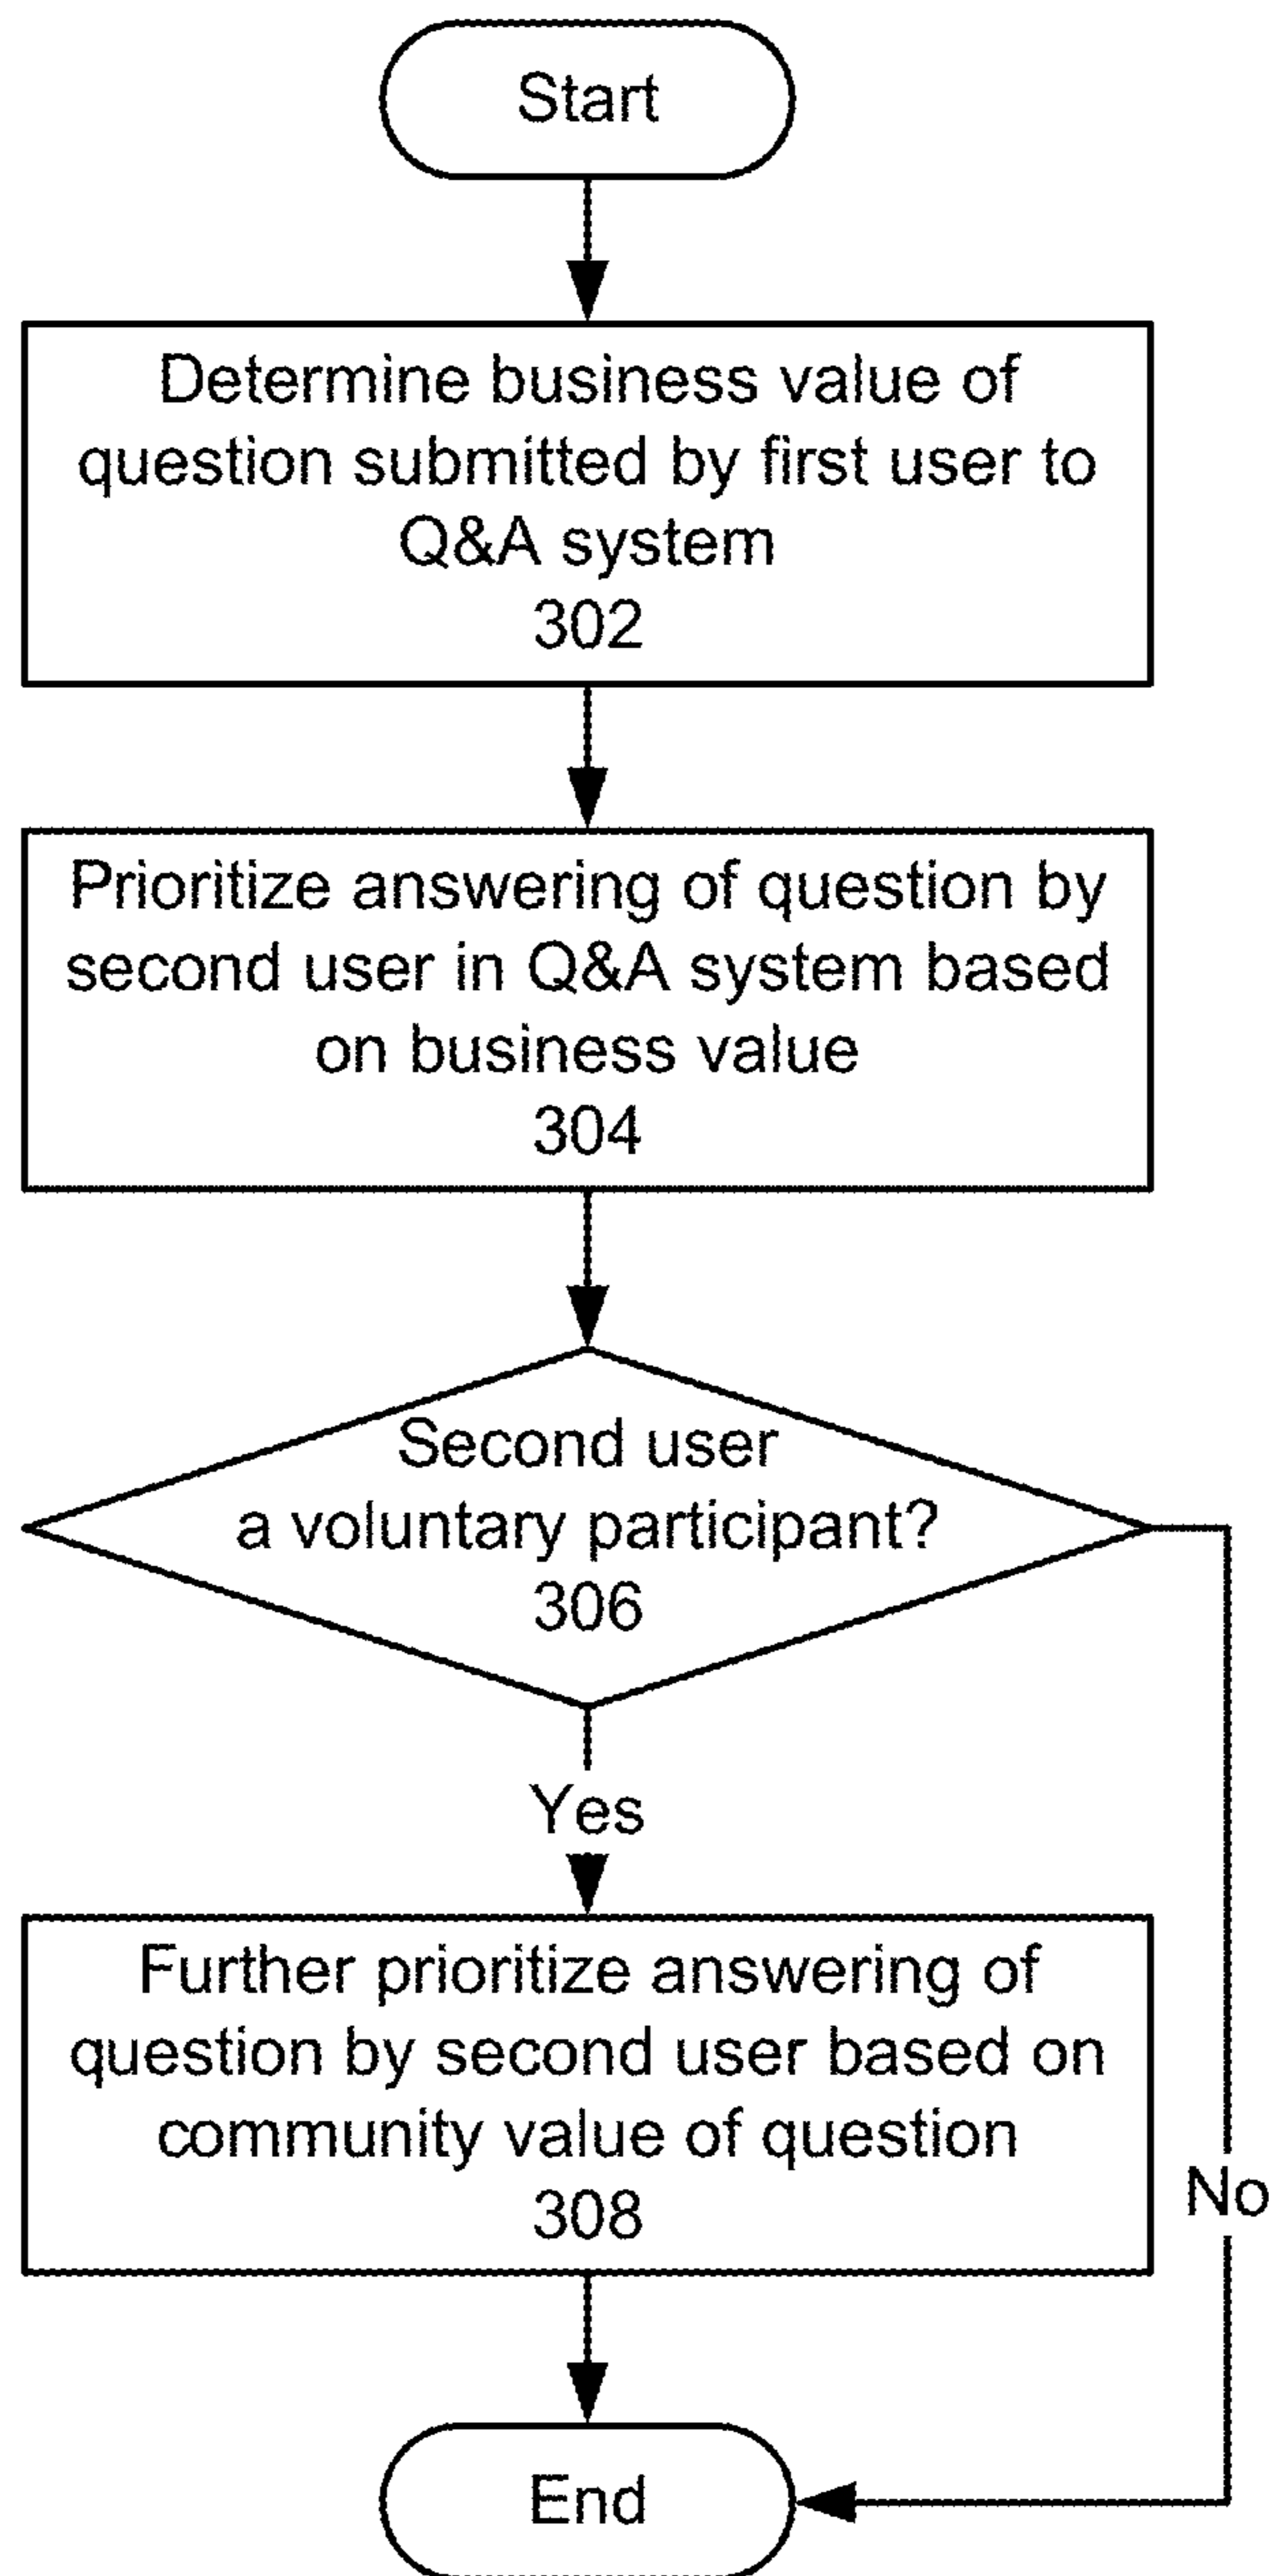 Start
Determine business value of
question submitted by first user to
Q&A system
302
Prioritize answering of question by
second user in Q&A system based
on business value
304
Second user
a voluntary participant?
306
Yes
Further prioritize answering of
question by second user based on
community value of question
308
No
End